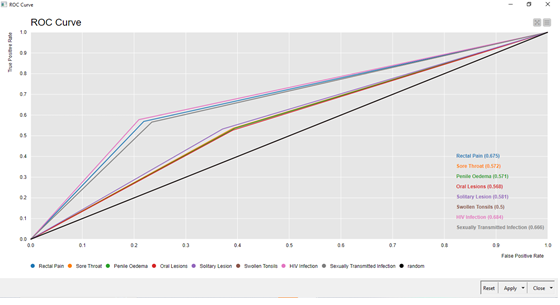 ROC Curve
ROC Curve
True Positive Rate
1.0
0.9
0.8
0.7
0.6
0.5
0.4
0.3
0.2
0.1
0.0
Rectal Pain (0.675)
Sore Throat (0.572)
Penile Oedema (0.571)
Oral Lesions (0.568)
Solitary Lesion (0.581)
Swollen Tonsils (0.5)
HIV Infection (0.684)
Sexually Transmitted Infection (0.666)
0.0 0.1 0.2 0.3 0.4 0.5 0.6 0.7 0.8 0.9 1.0
False Positive Rate
Rectal Pain Sore Throat Penile Oedema Oral Lesions Solitary Lesion Swollen Tonsils HIV Infection Sexually Transmitted Infection random
Reset Apply Close